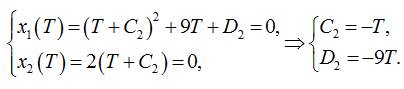 x₁(T) = (T + C₂)² + 9T + D₂ = 0,
x₂(T) = 2(T + C₂) = 0,
⇒
C₂ = −T,
D₂ = −9T.